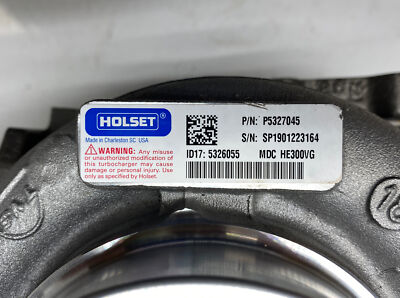 HOLSET®
Made in Charleston SC USA
WARNING: Any misuse
or unauthorized modification of
this turbocharger may cause
damage or personal injury.
Use only as specified by
Holset.
P/N: P5327045
S/N: SP1901223164
ID17: 5326055 MDC HE300VG